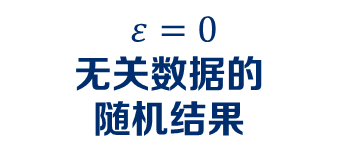 ε = 0
无关数据的
随机结果